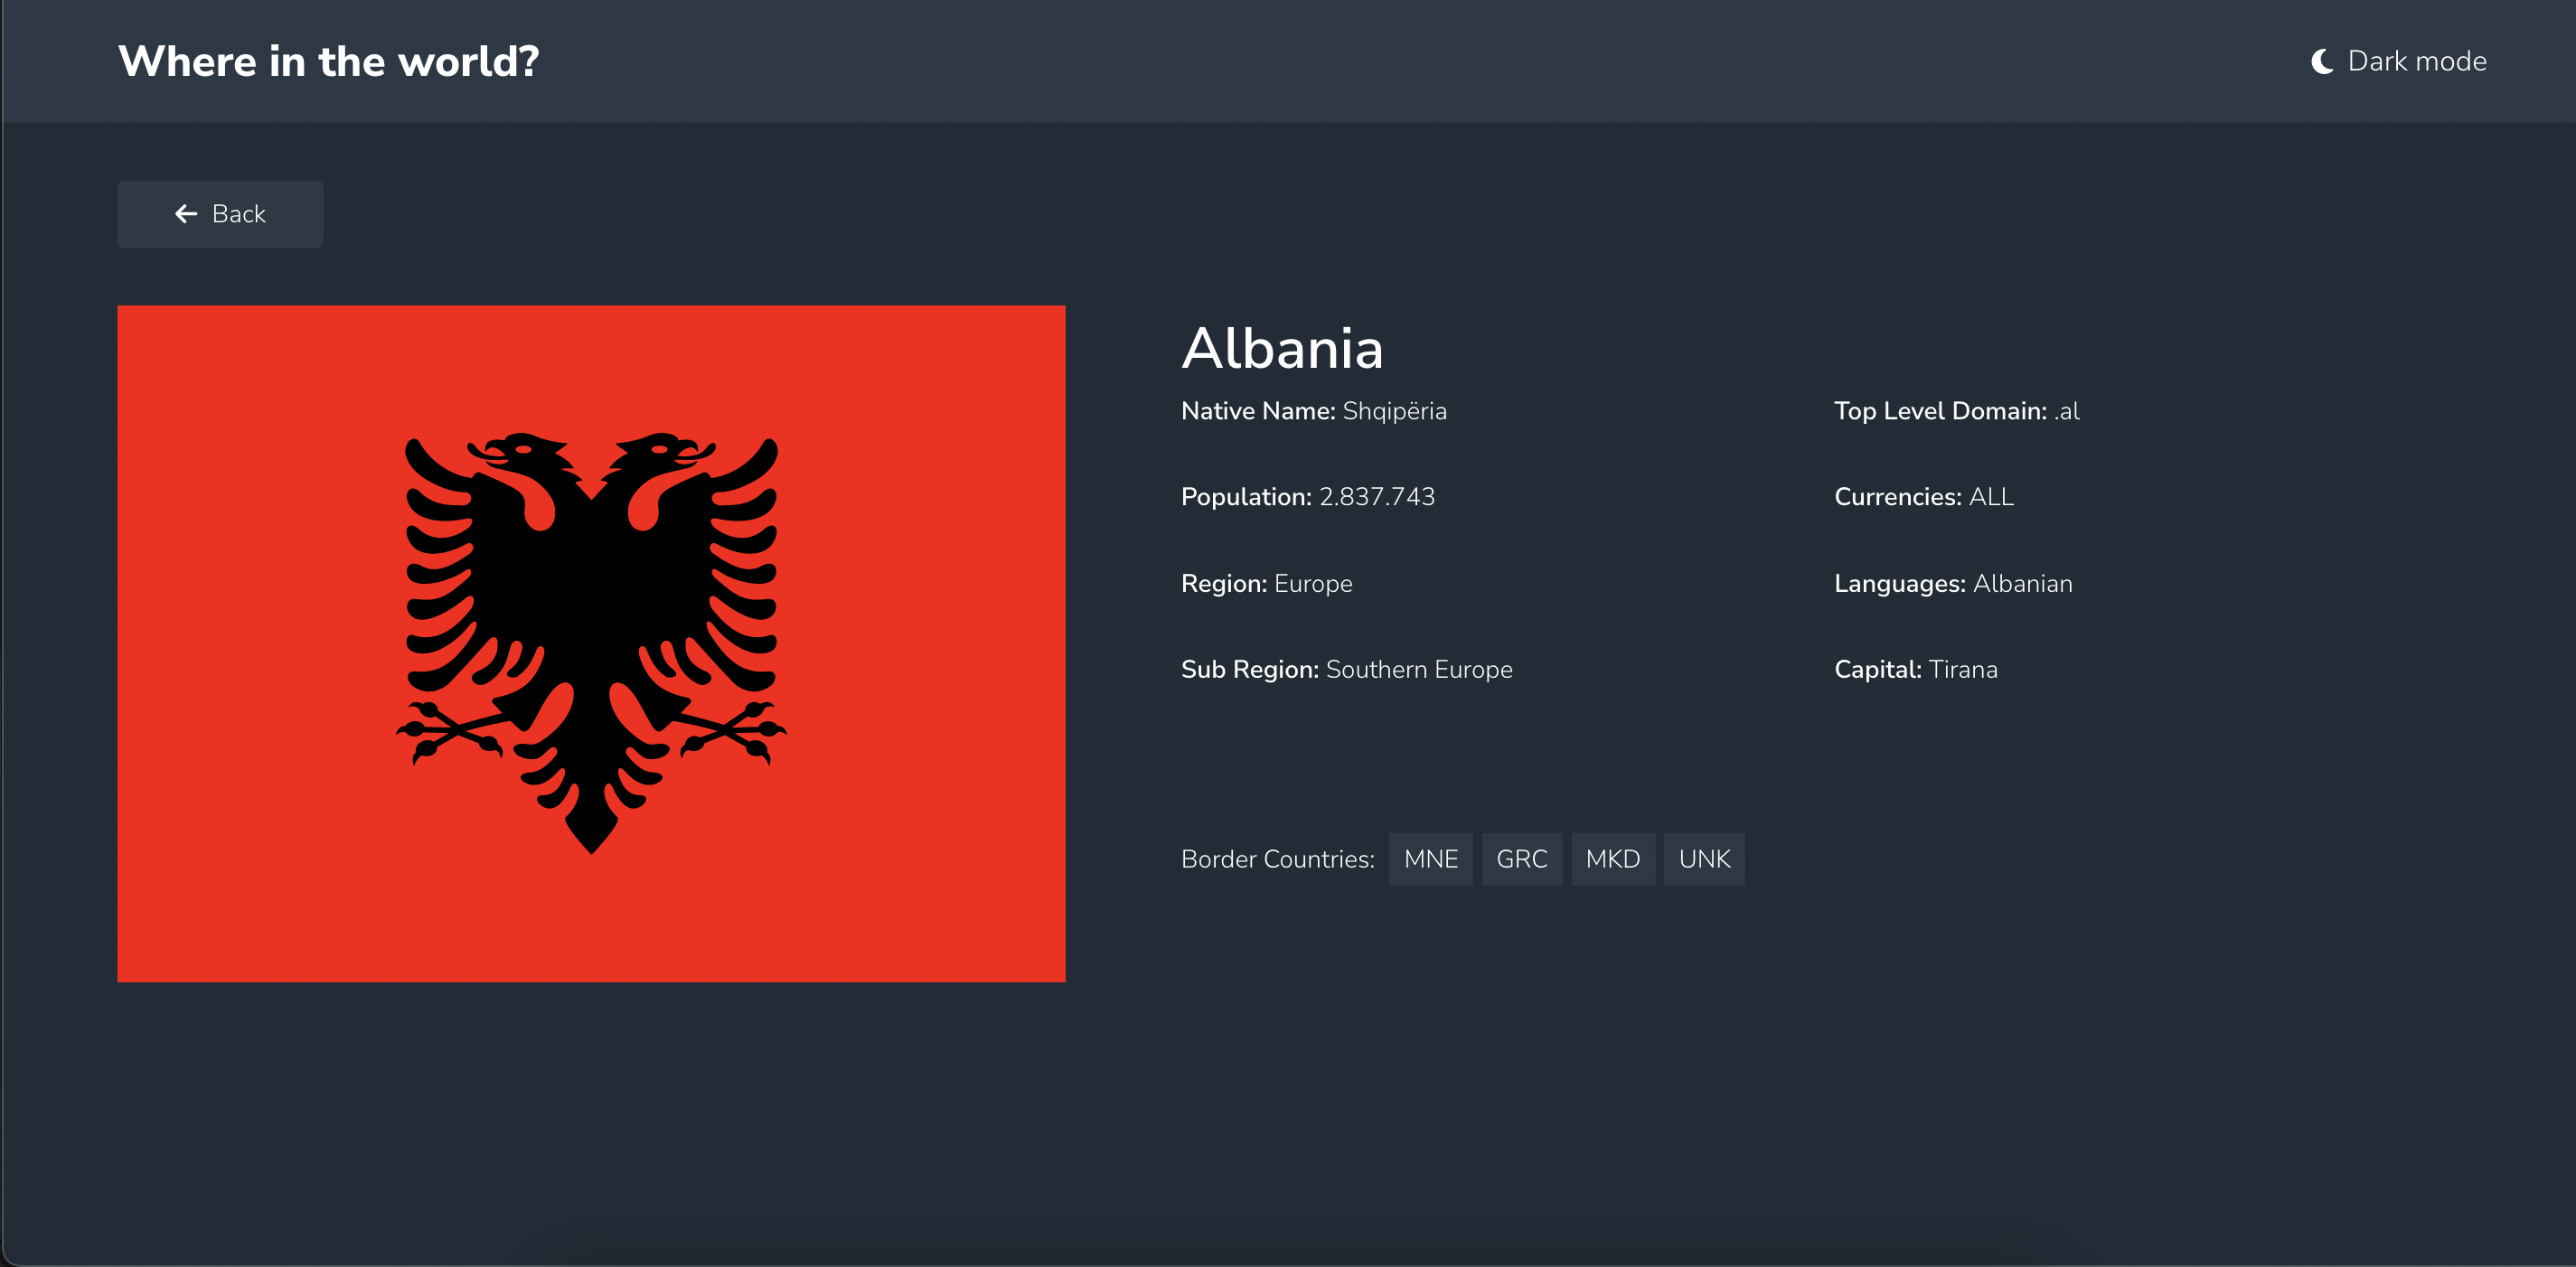 Where in the world?
Dark mode
Back
Albania
Native Name: Shqipëria
Population: 2.837.743
Region: Europe
Sub Region: Southern Europe
Top Level Domain: .al
Currencies: ALL
Languages: Albanian
Capital: Tirana
Border Countries: MNE GRC MKD UNK